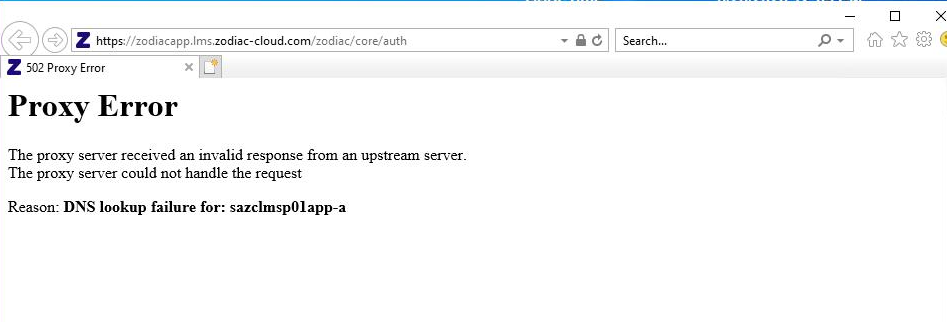 https://zodiacapp.lms.zodiac-cloud.com/zodiac/core/auth
Search...
502 Proxy Error
Proxy Error
The proxy server received an invalid response from an upstream server.
The proxy server could not handle the request
Reason: DNS lookup failure for: sazclmsp01app-a